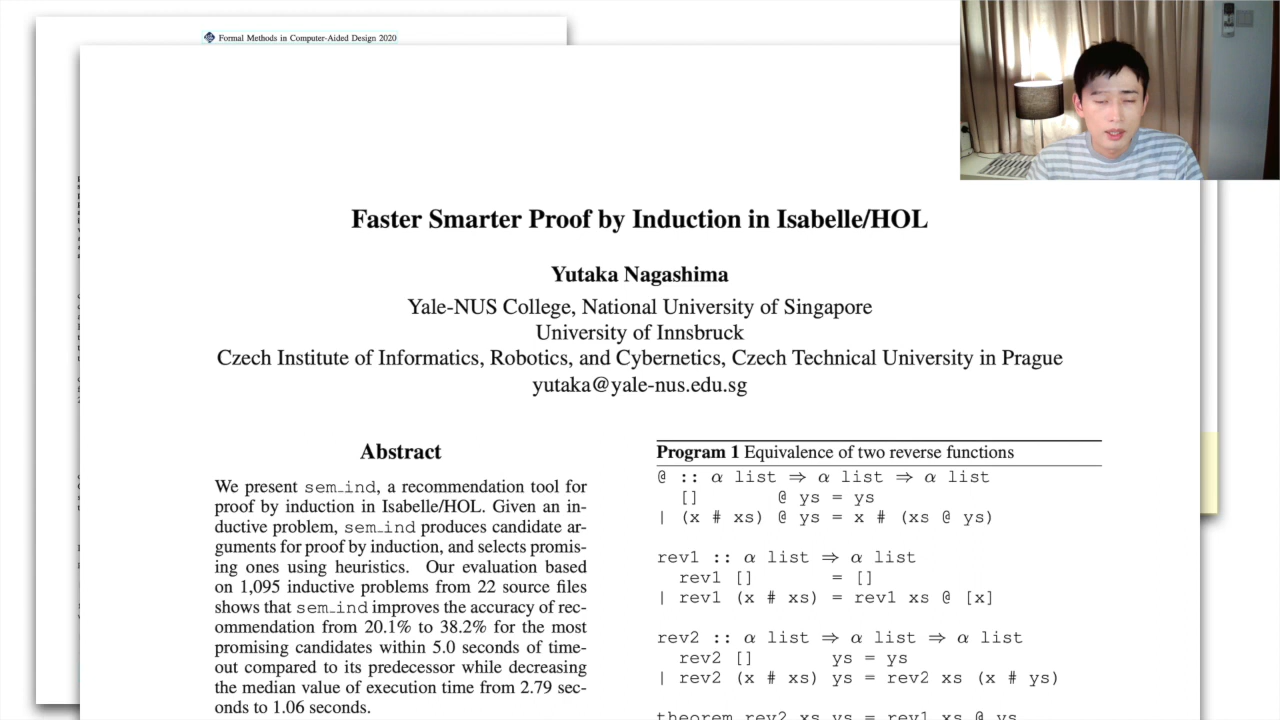 Formal Methods in Computer-Aided Design 2020
Faster Smarter Proof by Induction in Isabelle/HOL
Yutaka Nagashima
Yale-NUS College, National University of Singapore
University of Innsbruck
Czech Institute of Informatics, Robotics, and Cybernetics, Czech Technical University in Prague
yutaka@yale-nus.edu.sg
Abstract
We present sem_ind, a recommendation tool for
proof by induction in Isabelle/HOL. Given an in-
ductive problem, sem_ind produces candidate ar-
guments for proof by induction, and selects promis-
ing ones using heuristics. Our evaluation based
on 1,095 inductive problems from 22 source files
shows that sem_ind improves the accuracy of rec-
ommendation from 20.1% to 38.2% for the most
promising candidates within 5.0 seconds of time-
out compared to its predecessor while decreasing
the median value of execution time from 2.79 sec-
onds to 1.06 seconds.
Program 1 Equivalence of two reverse functions
@ :: α list ⇒ α list ⇒ α list
[] @ ys = ys
| (x # xs) @ ys = x # (xs @ ys)
rev1 :: α list ⇒ α list
rev1 [] = []
| rev1 (x # xs) = rev1 xs @ [x]
rev2 :: α list ⇒ α list ⇒ α list
rev2 [] ys = ys
| rev2 (x # xs) ys = rev2 xs (x # ys)
theorem rev2 xs ys = rev1 xs @ ys